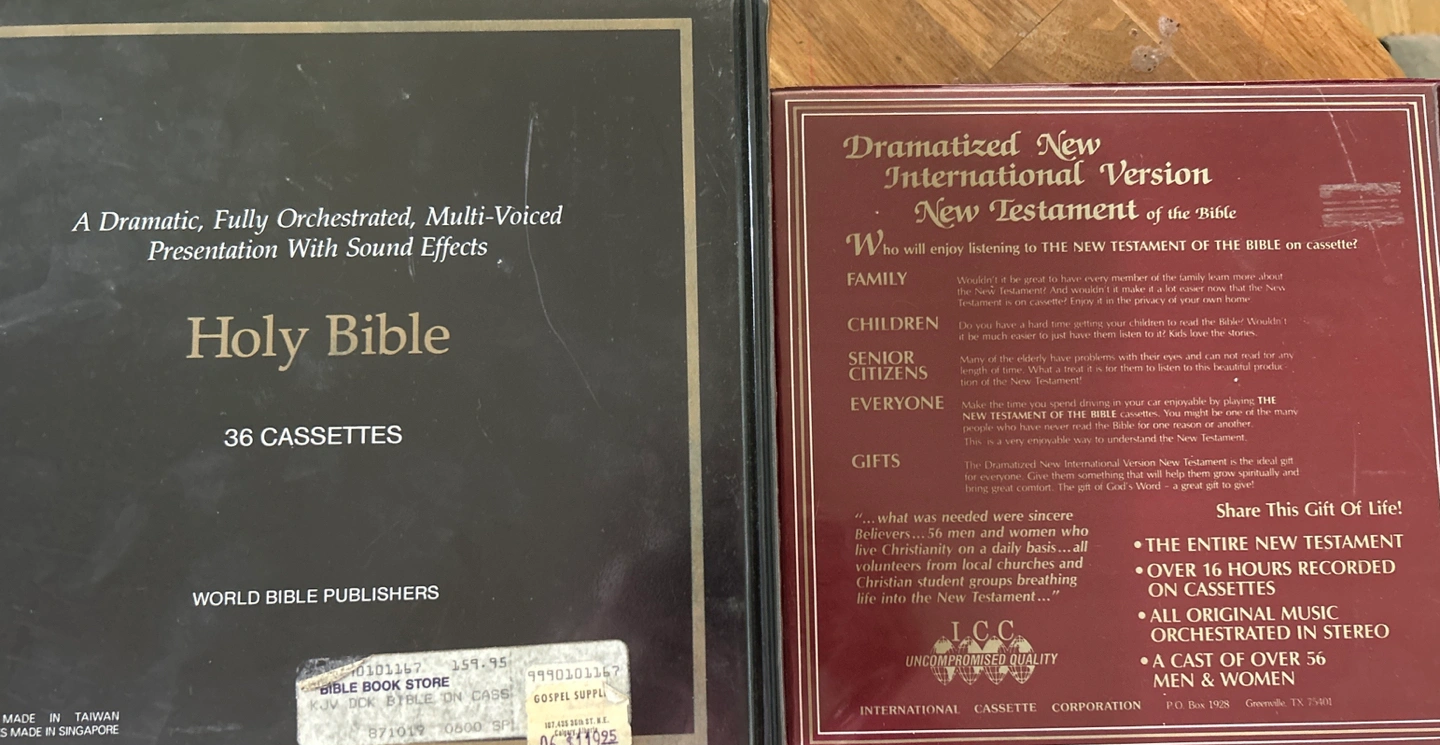 A Dramatic, Fully Orchestrated, Multi-Voiced
Presentation With Sound Effects
Holy Bible
36 CASSETTES
WORLD BIBLE PUBLISHERS
MADE IN TAIWAN
S MADE IN SINGAPORE
0101167 159.95
BIBLE BOOK STORE
KJV DCK BIBLE ON CASS
871019 0600 SPL
9990101167
GOSPEL SUPPL
Dramatized New
International Version
New Testament of the Bible
Who will enjoy listening to THE NEW TESTAMENT OF THE BIBLE on cassette?
FAMILY
Wouldn't it be great to have every member of the family learn more about
the New Testament? And wouldn't it make it a lot easier now that the New
Testament is on cassette? Enjoy it in the privacy of your own home
CHILDREN
Do you have a hard time getting your children to read the Bible? Wouldn't
it be much easier to just have them listen to it? Kids love the stories.
SENIOR
CITIZENS
Many of the elderly have problems with their eyes and can not read for any
length of time. What a treat it is for them to listen to this beautiful produc-
tion of the New Testament!
EVERYONE
Make the time you spend driving in your car enjoyable by playing THE
NEW TESTAMENT OF THE BIBLE cassettes. You might be one of the many
people who have never read the Bible for one reason or another.
This is a very enjoyable way to understand the New Testament.
GIFTS
The Dramatized New International Version New Testament is the ideal gift
for everyone. Give them something that will help them grow spiritually and
bring great comfort. The gift of God's Word – a great gift to give!
"...what was needed were sincere
Believers...56 men and women who
live Christianity on a daily basis...all
volunteers from local churches and
Christian student groups breathing
life into the New Testament..."
I.C.C.
UNCOMPROMISED QUALITY
Share This Gift Of Life!
• THE ENTIRE NEW TESTAMENT
• OVER 16 HOURS RECORDED
ON CASSETTES
• ALL ORIGINAL MUSIC
ORCHESTRATED IN STEREO
• A CAST OF OVER 56
MEN & WOMEN
INTERNATIONAL CASSETTE CORPORATION P.O. Box 1928 Greenville, TX 75401